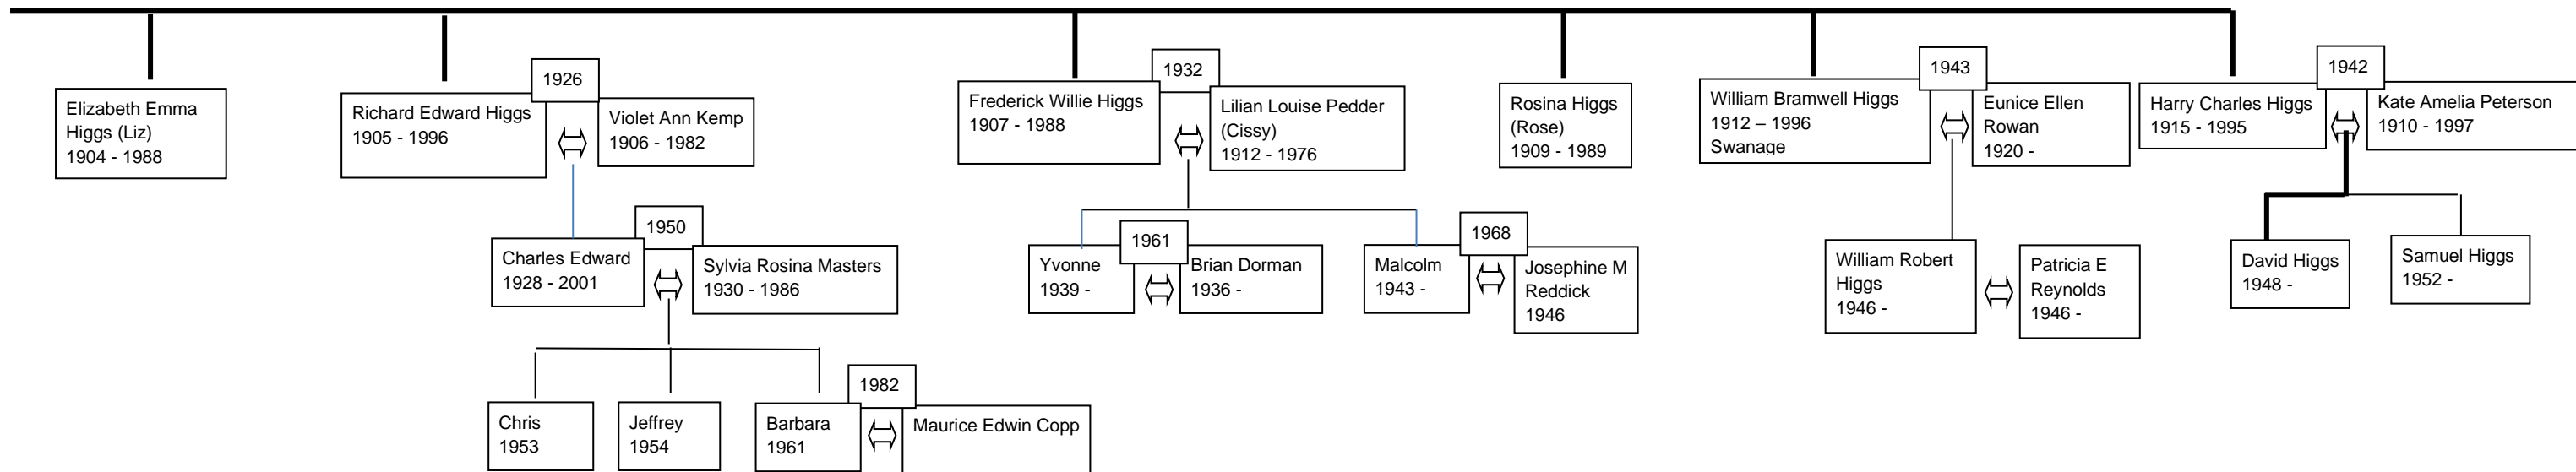 1926
1932
1943
1942
Elizabeth Emma
Higgs (Liz)
1904 - 1988
Richard Edward Higgs
1905 - 1996
Violet Ann Kemp
1906 - 1982
Frederick Willie Higgs
1907 - 1988
Lilian Louise Pedder
(Cissy)
1912 - 1976
Rosina Higgs
(Rose)
1909 - 1989
William Bramwell Higgs
1912 – 1996
Swanage
Eunice Ellen
Rowan
1920 -
Harry Charles Higgs
1915 - 1995
Kate Amelia Peterson
1910 - 1997
1950
1961
1968
Charles Edward
1928 - 2001
Sylvia Rosina Masters
1930 - 1986
Yvonne
1939 -
Brian Dorman
1936 -
Malcolm
1943 -
Josephine M
Reddick
1946
William Robert
Higgs
1946 -
Patricia E
Reynolds
1946 -
David Higgs
1948 -
Samuel Higgs
1952 -
1982
Chris
1953
Jeffrey
1954
Barbara
1961
Maurice Edwin Copp